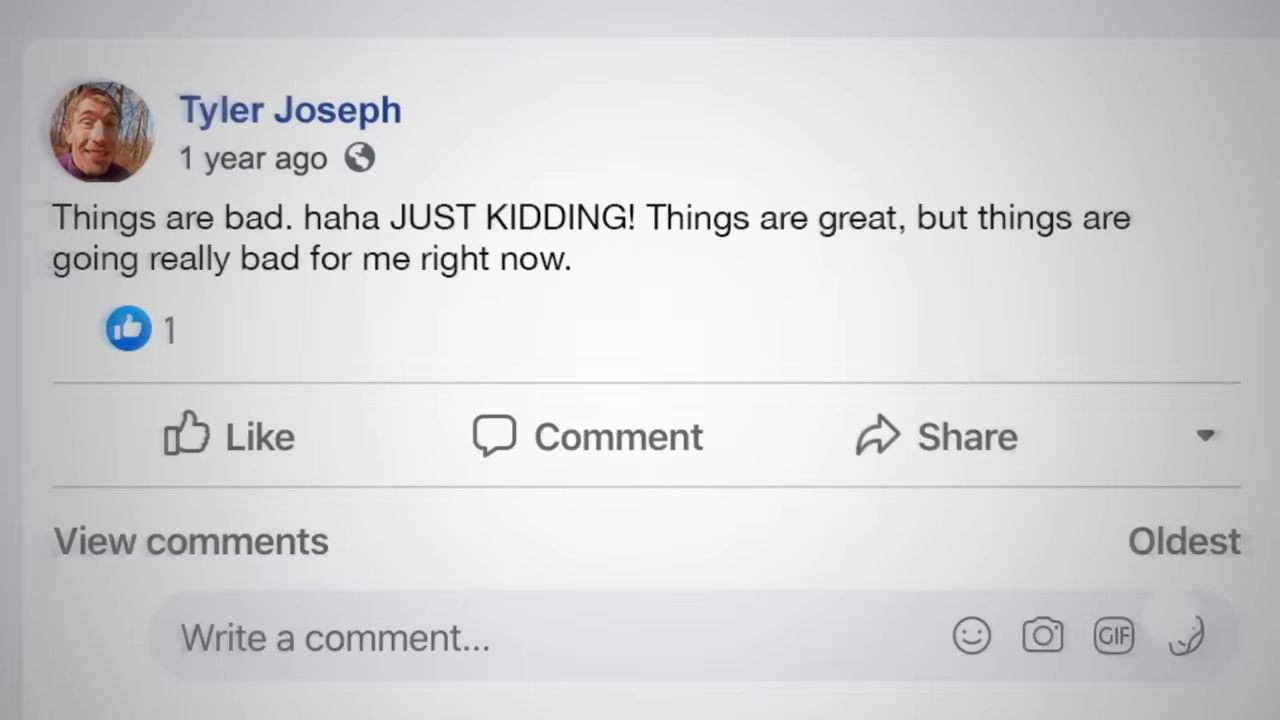 Tyler Joseph
1 year ago
Things are bad. haha JUST KIDDING! Things are great, but things are
going really bad for me right now.
1
Like Comment Share
View comments Oldest
Write a comment...
GIF